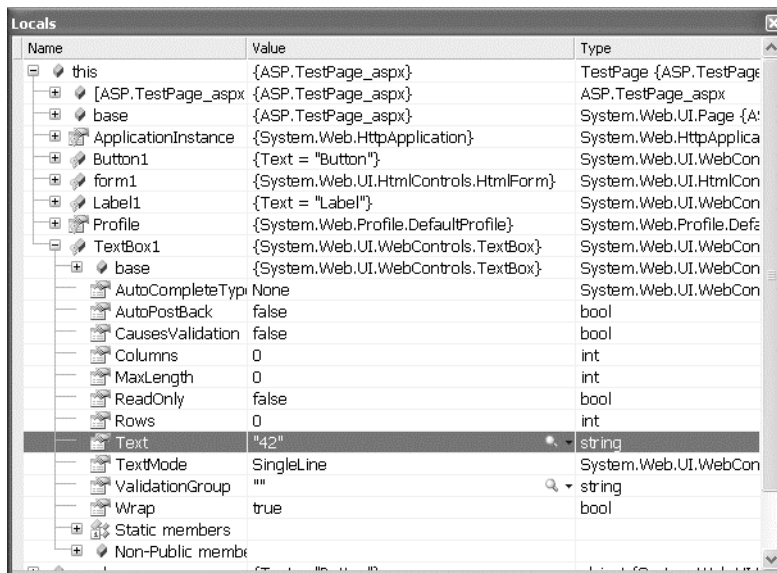 Locals
Name Value Type
this {ASP.TestPage_aspx} TestPage {ASP.TestPage
[ASP.TestPage_aspx {ASP.TestPage_aspx} ASP.TestPage_aspx
base {ASP.TestPage_aspx} System.Web.UI.Page {A
ApplicationInstance {System.Web.HttpApplication} System.Web.HttpApplica
Button1 {Text = "Button"} System.Web.UI.WebCon
form1 {System.Web.UI.HtmlControls.HtmlForm} System.Web.UI.HtmlCon
Label1 {Text = "Label"} System.Web.UI.WebCon
Profile {System.Web.Profile.DefaultProfile} System.Web.Profile.Defa
TextBox1 {System.Web.UI.WebControls.TextBox} System.Web.UI.WebCon
base {System.Web.UI.WebControls.TextBox} System.Web.UI.WebCon
AutoCompleteTyp None System.Web.UI.WebCon
AutoPostBack false bool
CausesValidation false bool
Columns 0 int
MaxLength 0 int
ReadOnly false bool
Rows 0 int
Text "42" string
TextMode SingleLine System.Web.UI.WebCon
ValidationGroup "" string
Wrap true bool
Static members
Non-Public membe